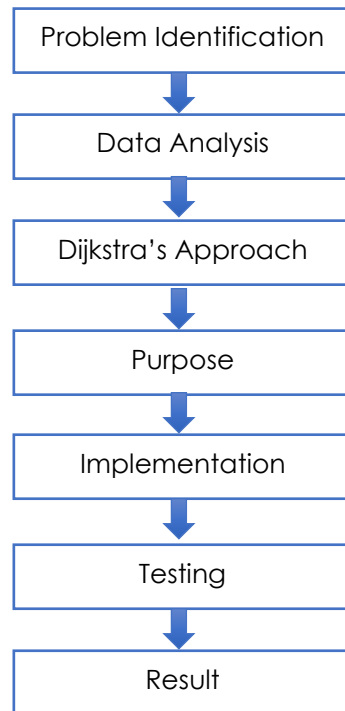 Problem Identification
Data Analysis
Dijkstra’s Approach
Purpose
Implementation
Testing
Result